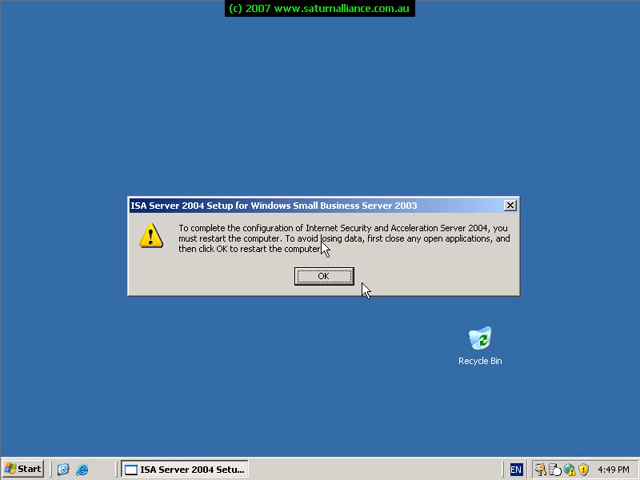 (c) 2007 www.saturnalliance.com.au
ISA Server 2004 Setup for Windows Small Business Server 2003
To complete the configuration of Internet Security and Acceleration Server 2004, you
must restart the computer. To avoid losing data, first close any open applications, and
then click OK to restart the computer.
OK
Recycle Bin
Start
ISA Server 2004 Setu...
EN
4:49 PM